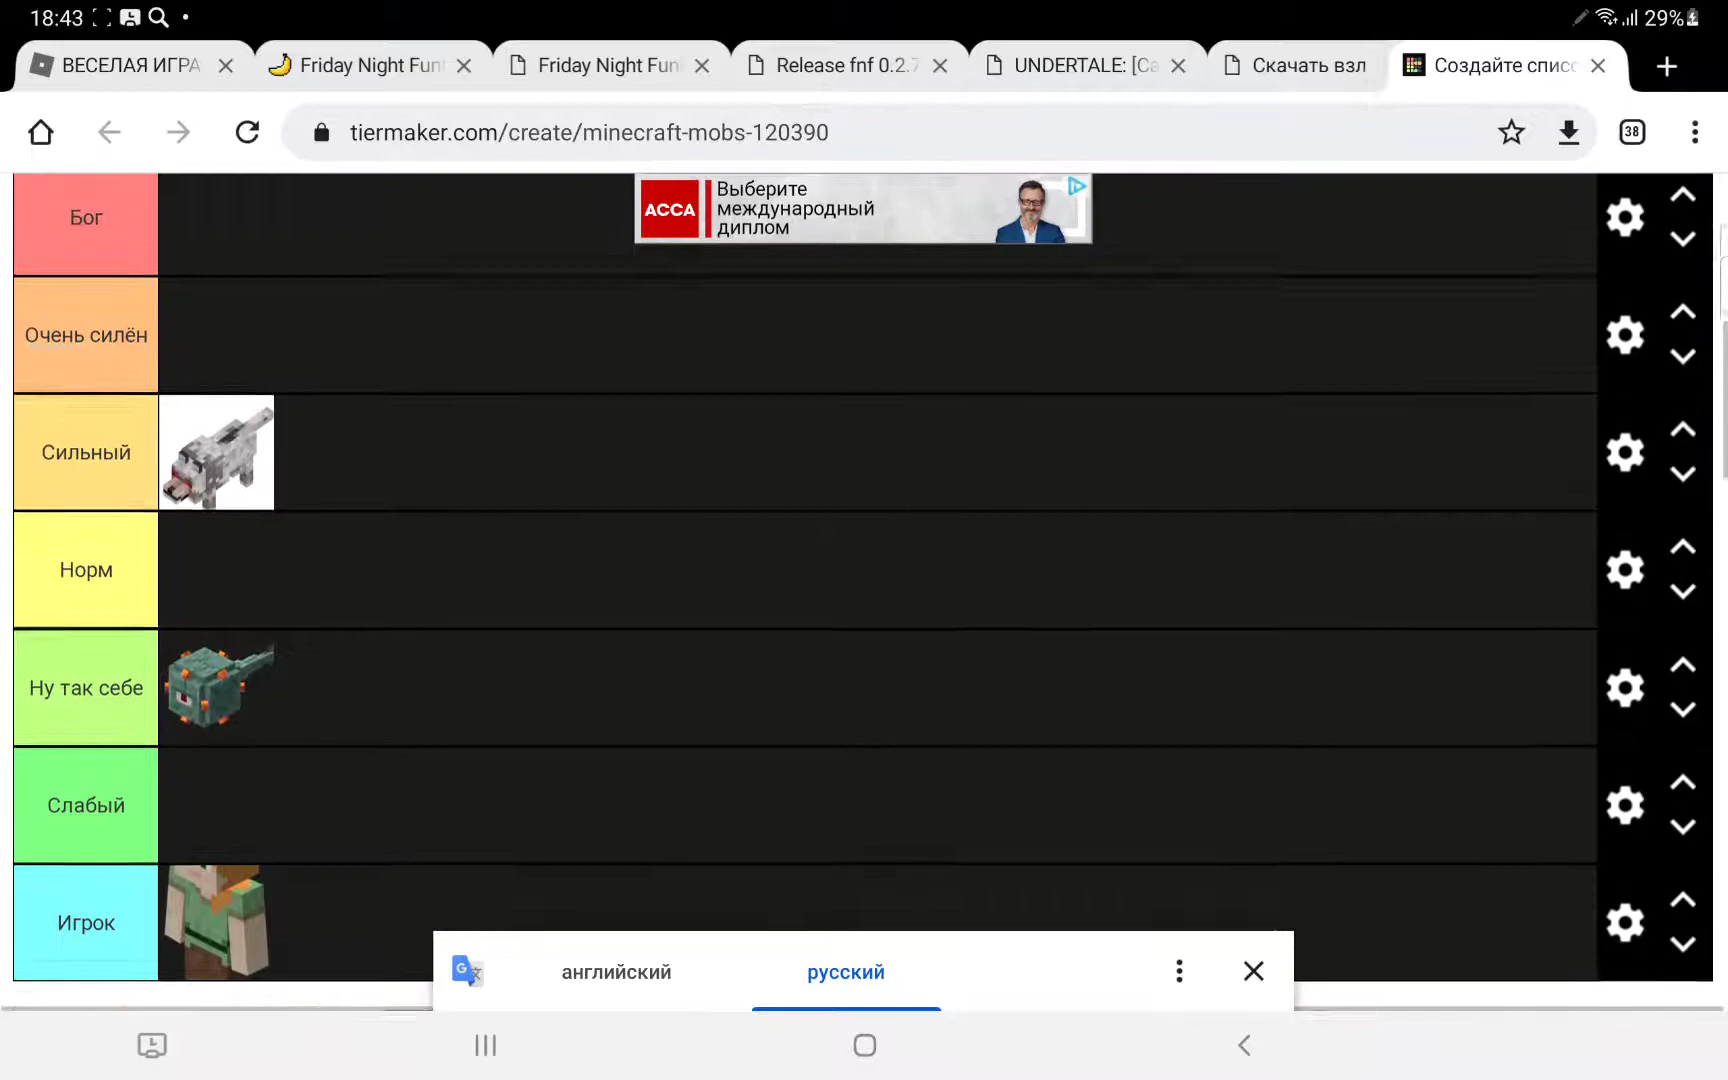 18:43
29%
ВЕСЕЛАЯ ИГРА
Friday Night Fun
Friday Night Fun
Release fnf 0.2.7
UNDERTALE: [Ca
Скачать взл
Создайте списо
tiermaker.com/create/minecraft-mobs-120390
38
Бог
ACCA
Выберите
международный
диплом
Очень силён
Сильный
Норм
Ну так себе
Слабый
Игрок
английский
русский